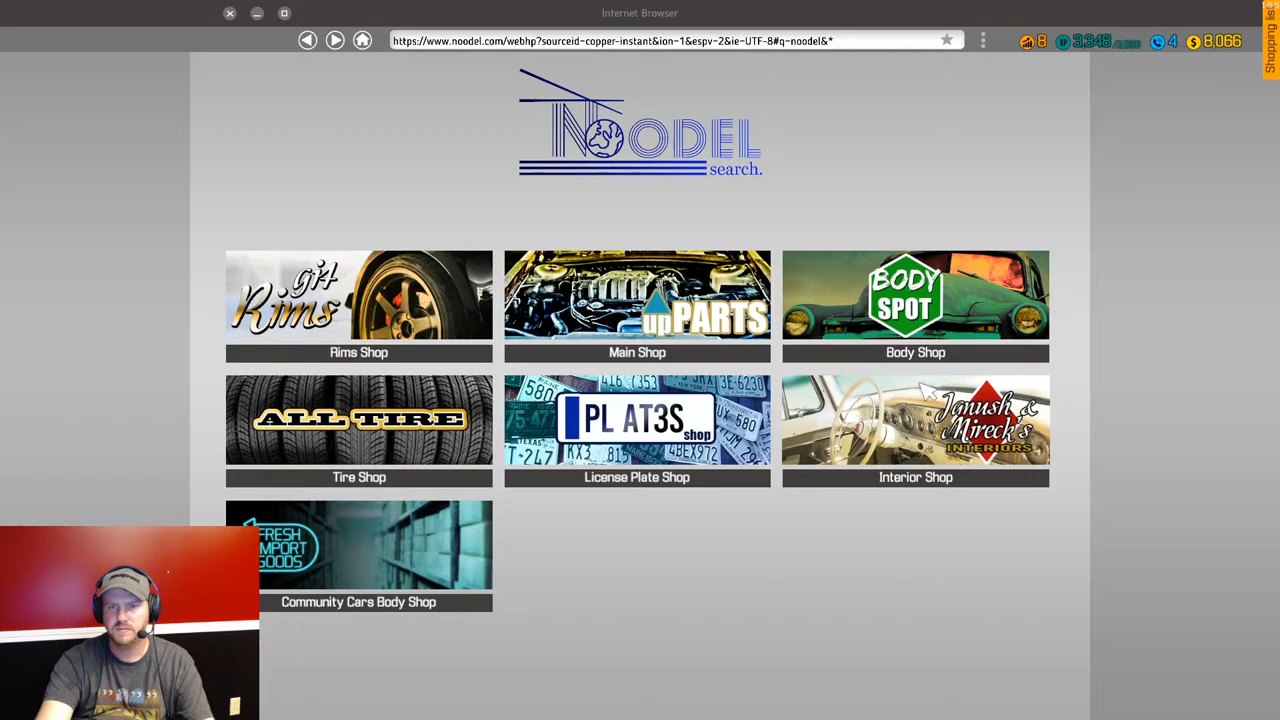 Internet Browser
https://www.noodel.com/webhp?sourceid-copper-instant&ion-1&espv-2&ie-UTF-8#q-noodel&*
8
3,348
4
8,066
Shopping list
NOODEL
search.
git Rims
upPARTS
BODY SPOT
Rims Shop
Main Shop
Body Shop
ALL TIRE
PL AT3S
shop
Janush & Mireck's
INTERIORS
Tire Shop
License Plate Shop
Interior Shop
FRESH
IMPORT
GOODS
Community Cars Body Shop